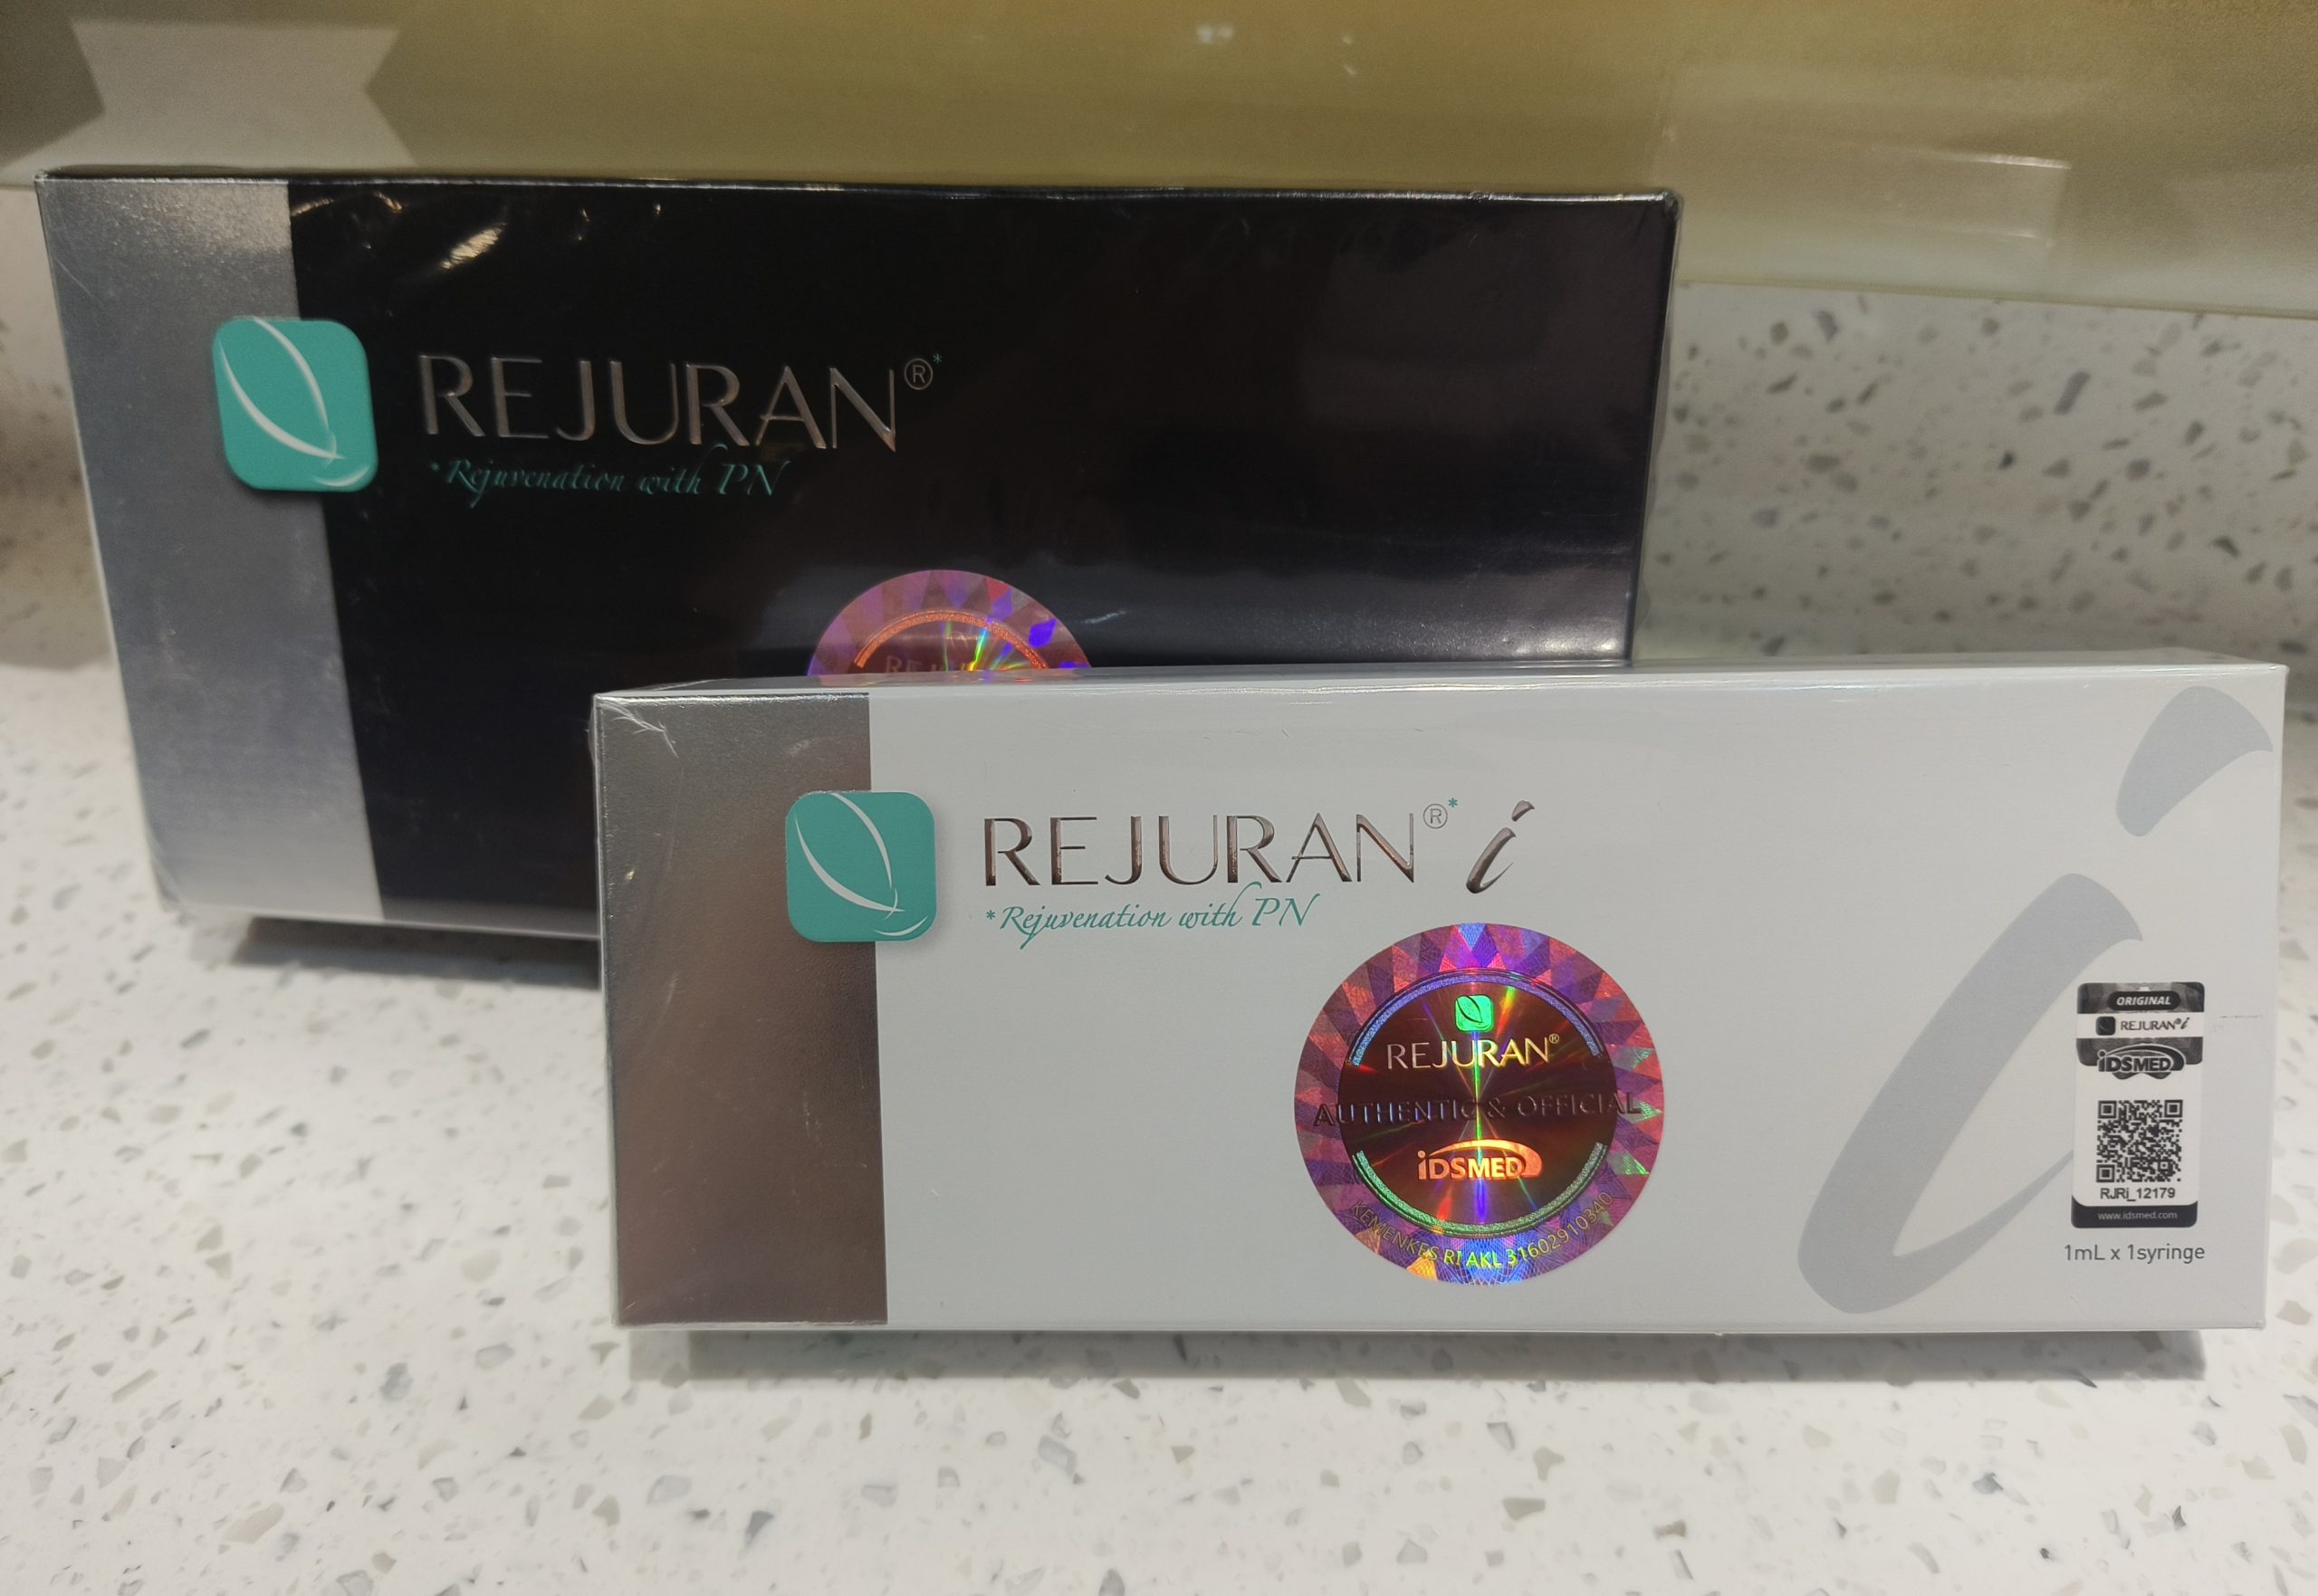 REJURAN®*
*Rejuvenation with PN
REJURAN®* i
*Rejuvenation with PN
REJURAN®
AUTHENTIC & OFFICIAL
iDSMED
KEMENKES RI AKL 31602910340
ORIGINAL
REJURAN® i
iDSMED
RJRi_12179
www.idsmed.com
1mL x 1syringe